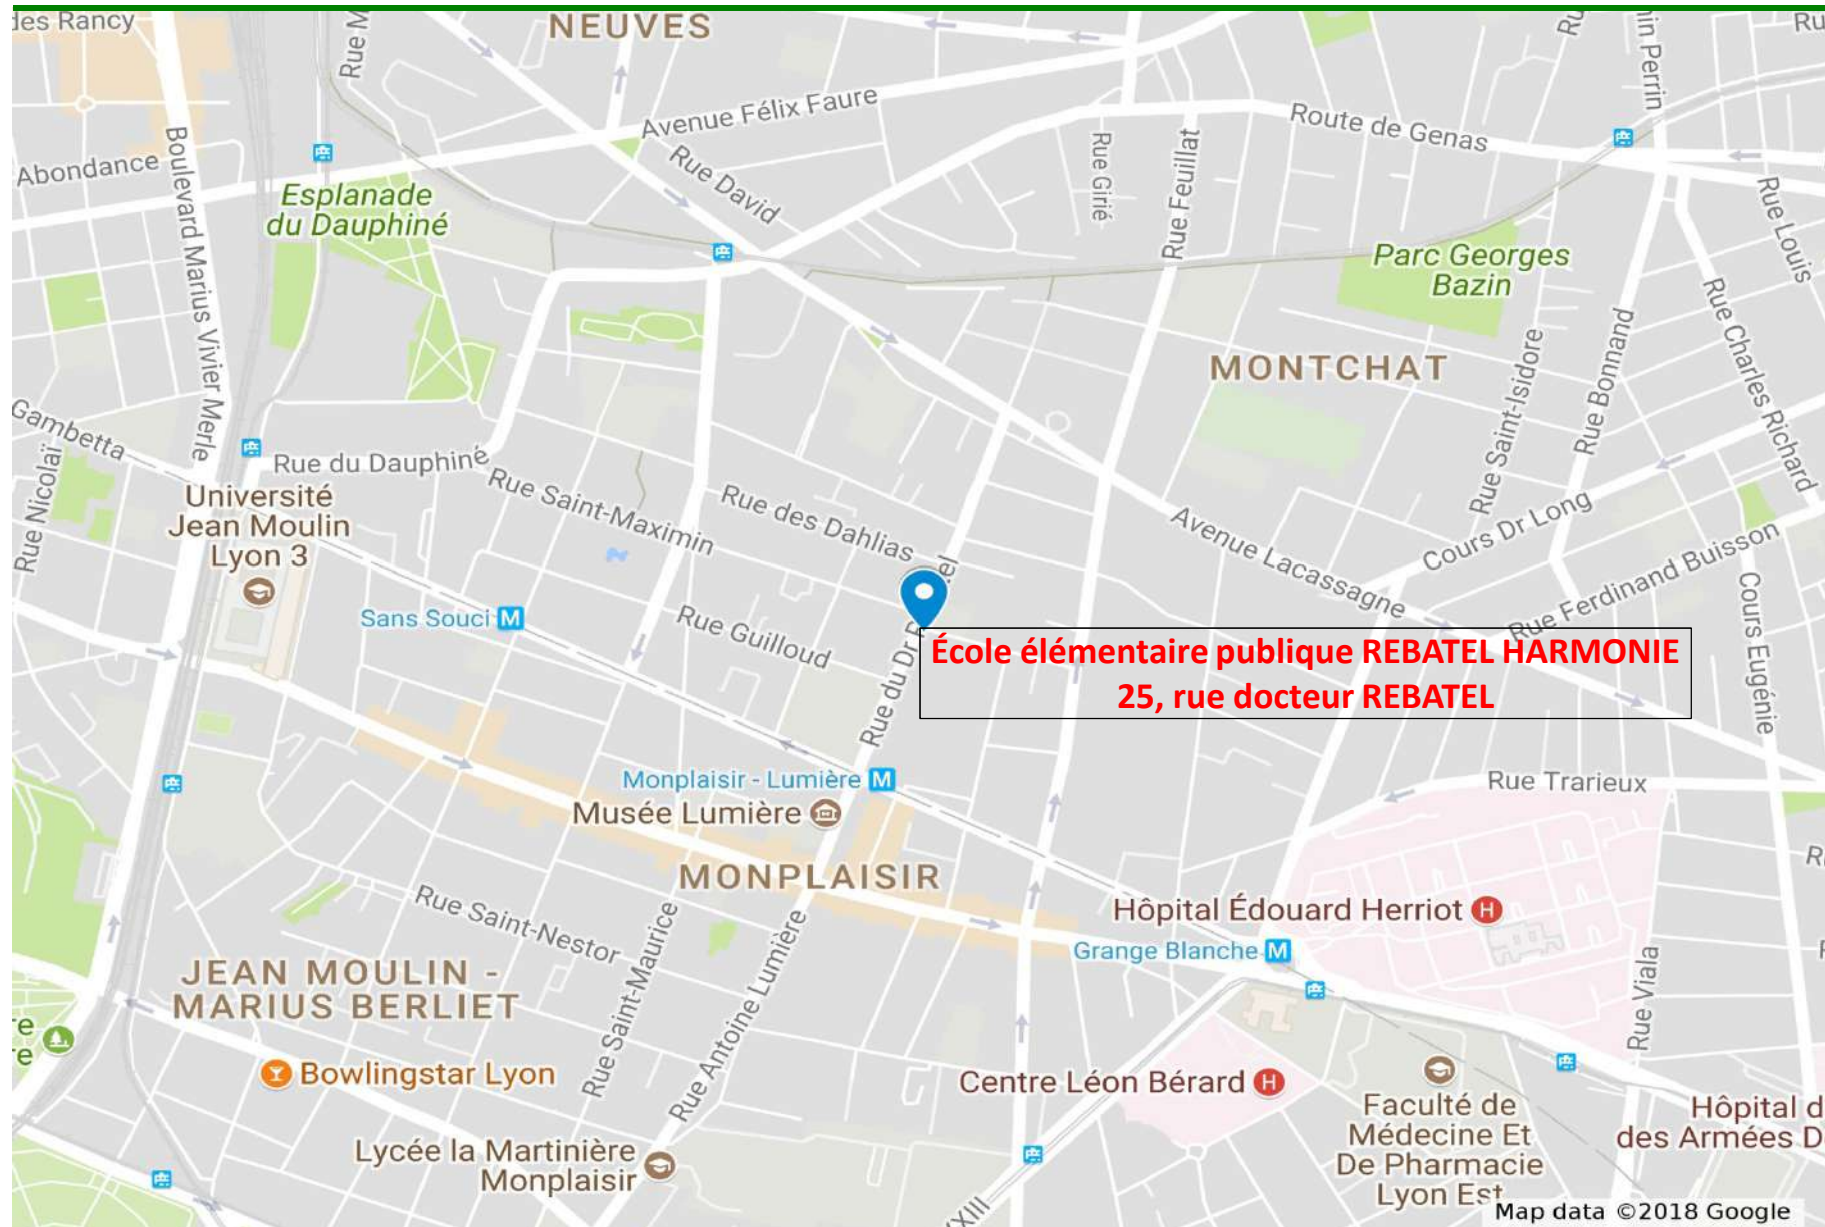 des Rancy
NEUVES
Rue M
Avenue Félix Faure
Route de Genas
Rue Girié
Rue Feuillat
Abondance
Boulevard Marius Vivier Merle
Esplanade
du Dauphiné
Rue David
Parc Georges
Bazin
Rue Louis
Rue Charles Richard
MONTCHAT
Rue Saint-Isidore
Rue Bonnand
Gambetta
Rue Nicolaï
Rue du Dauphiné
Rue Saint-Maximin
Rue des Dahlias
Université
Jean Moulin
Lyon 3
Avenue Lacassagne
Cours Dr Long
Rue Ferdinand Buisson
Cours Eugénie
Sans Souci M
Rue Guilloud
Rue du Dr
École élémentaire publique REBATEL HARMONIE
25, rue docteur REBATEL
Monplaisir - Lumière M
Musée Lumière
Rue Trarieux
MONPLAISIR
Rue Saint-Nestor
Rue Saint-Maurice
Rue Antoine Lumière
Hôpital Édouard Herriot H
Grange Blanche M
Rue Viala
JEAN MOULIN -
MARIUS BERLIET
Bowlingstar Lyon
Centre Léon Bérard H
Faculté de
Médecine Et
De Pharmacie
Lyon Est
Hôpital d
des Armées D
Lycée la Martinière
Monplaisir
XXIII
Map data ©2018 Google